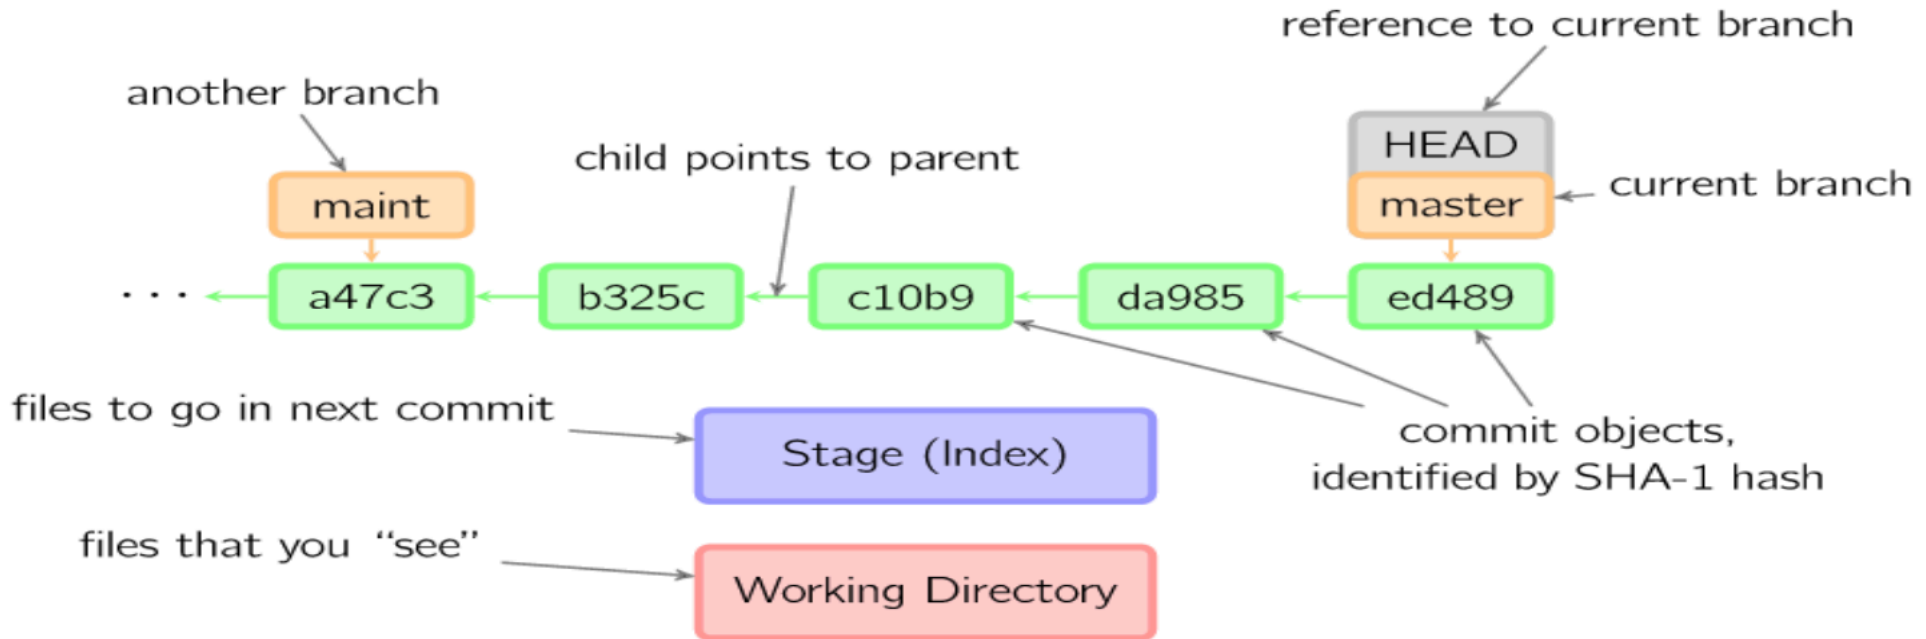 reference to current branch
another branch
HEAD
child points to parent
current branch
maint
master
...
a47c3
b325c
c10b9
da985
ed489
files to go in next commit
Stage (Index)
commit objects,
identified by SHA-1 hash
files that you “see”
Working Directory